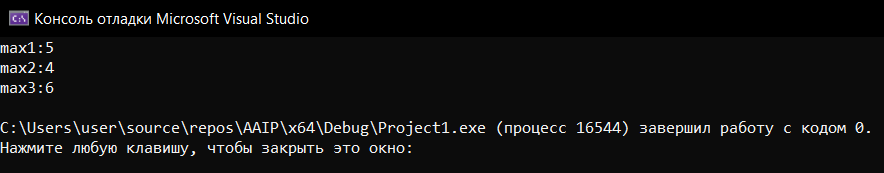 Консоль отладки Microsoft Visual Studio
max1:5
max2:4
max3:6
C:\Users\user\source\repos\AAIP\x64\Debug\Project1.exe (процесс 16544) завершил работу с кодом 0.
Нажмите любую клавишу, чтобы закрыть это окно: